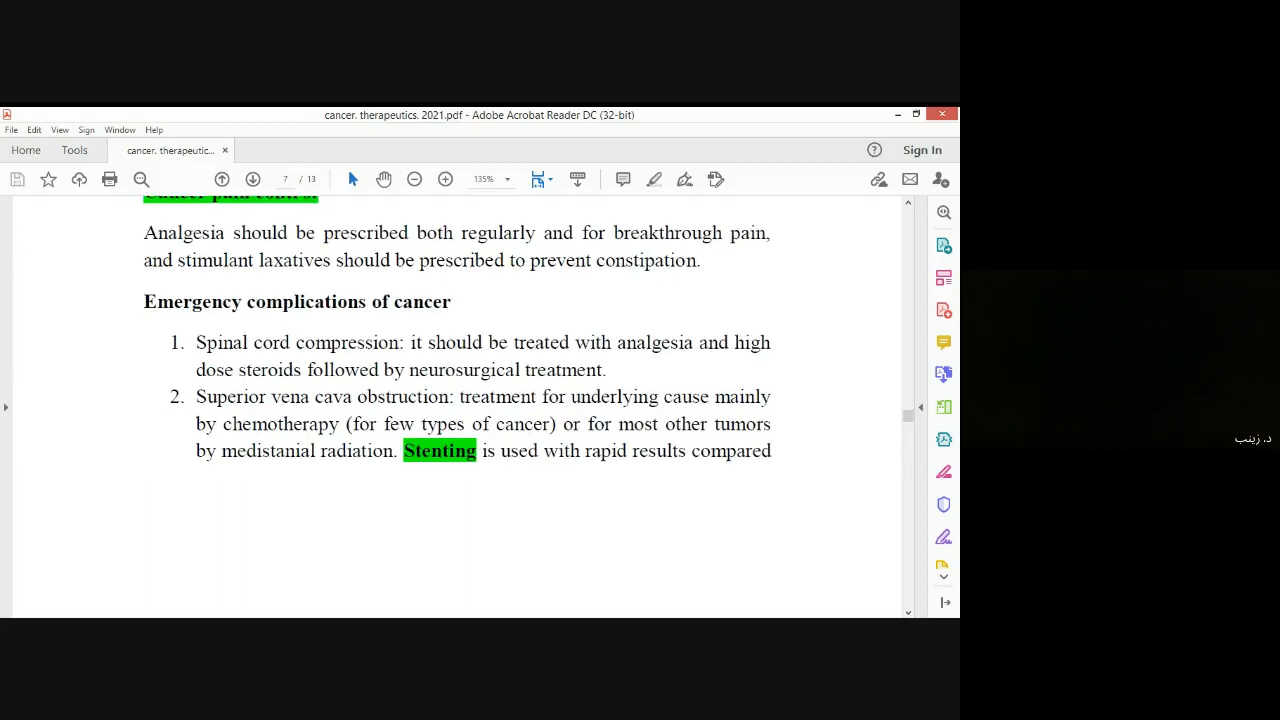 cancer. therapeutics. 2021.pdf - Adobe Acrobat Reader DC (32-bit)
File Edit View Sign Window Help
Home Tools cancer. therapeutic... × Sign In
7 / 13 135%
Cancer pain control
Analgesia should be prescribed both regularly and for breakthrough pain,
and stimulant laxatives should be prescribed to prevent constipation.
Emergency complications of cancer
1. Spinal cord compression: it should be treated with analgesia and high
dose steroids followed by neurosurgical treatment.
2. Superior vena cava obstruction: treatment for underlying cause mainly
by chemotherapy (for few types of cancer) or for most other tumors
by medistanial radiation. Stenting is used with rapid results compared
د. زينب